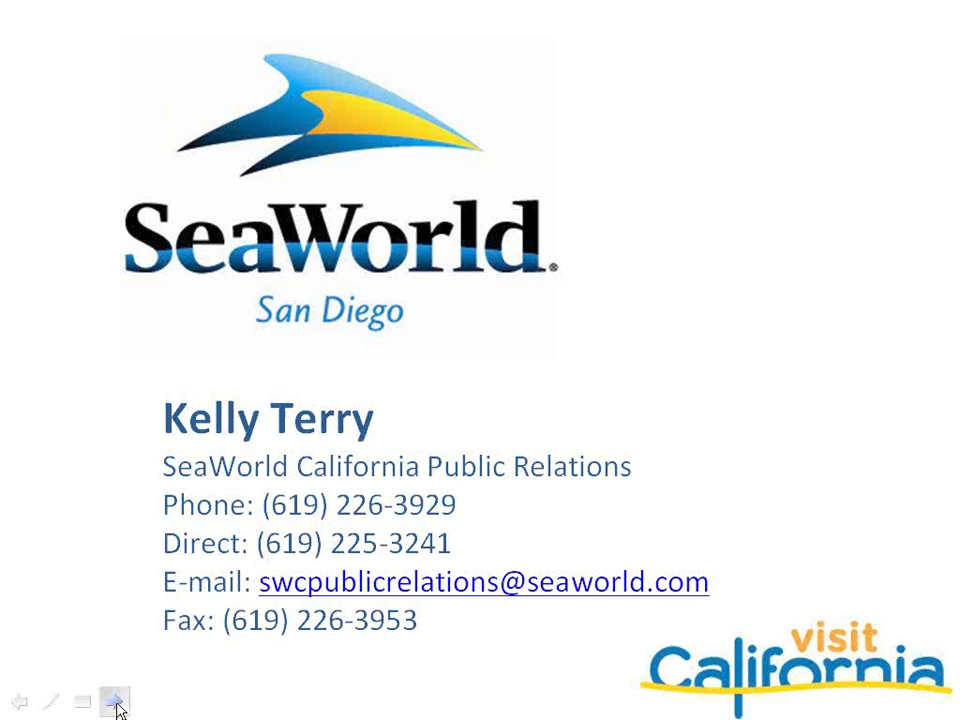 SeaWorld®
San Diego
Kelly Terry
SeaWorld California Public Relations
Phone: (619) 226-3929
Direct: (619) 225-3241
E-mail: swcpublicrelations@seaworld.com
Fax: (619) 226-3953
visit
California